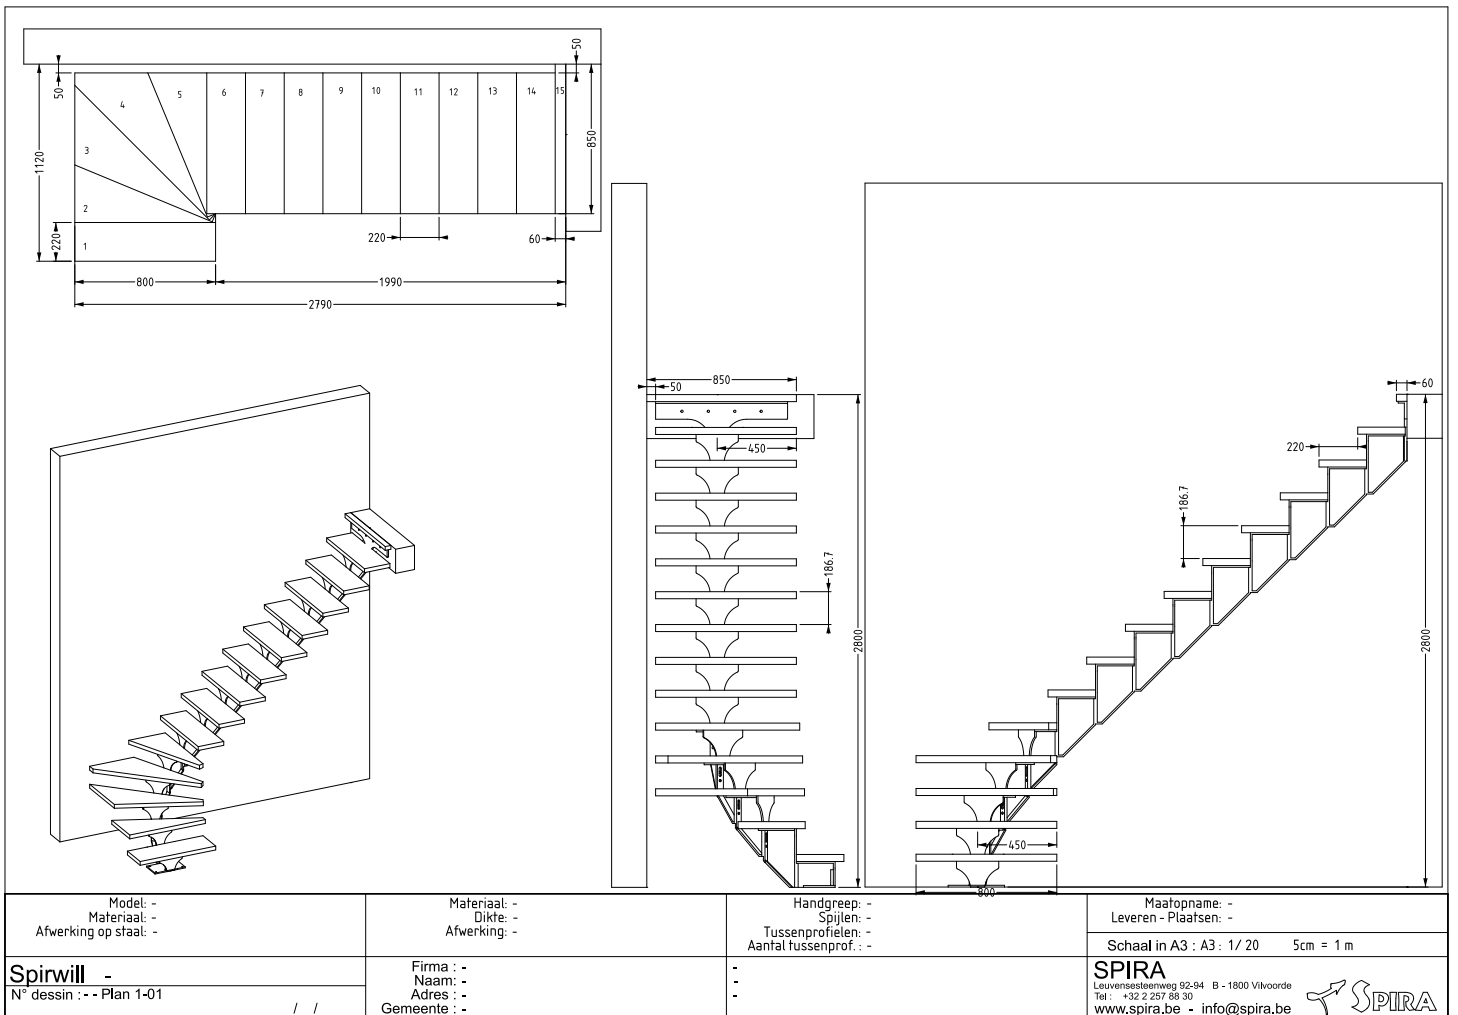 50
50
4
5
6
7
8
9
10
11
12
13
14
15
3
1120
850
2
220
1
220
60
800
1990
2790
850
50
60
450
220
186.7
186.7
2800
2800
450
800
Model: -
Materiaal: -
Afwerking op staal: -
Materiaal: -
Dikte: -
Afwerking: -
Handgreep: -
Spijlen: -
Tussenprofielen: -
Aantal tussenprof. : -
Maatopname: -
Leveren - Plaatsen: -
Schaal in A3 : A3 : 1/ 20 5cm = 1 m
Spirwill -
N° dessin : - - Plan 1-01
/ /
Firma : -
Naam: -
Adres : -
Gemeente : -
-
-
-
SPIRA
Leuvensesteenweg 92-94 B - 1800 Vilvoorde
Tel : +32 2 257 88 30
www.spira.be - info@spira.be
SPIRA